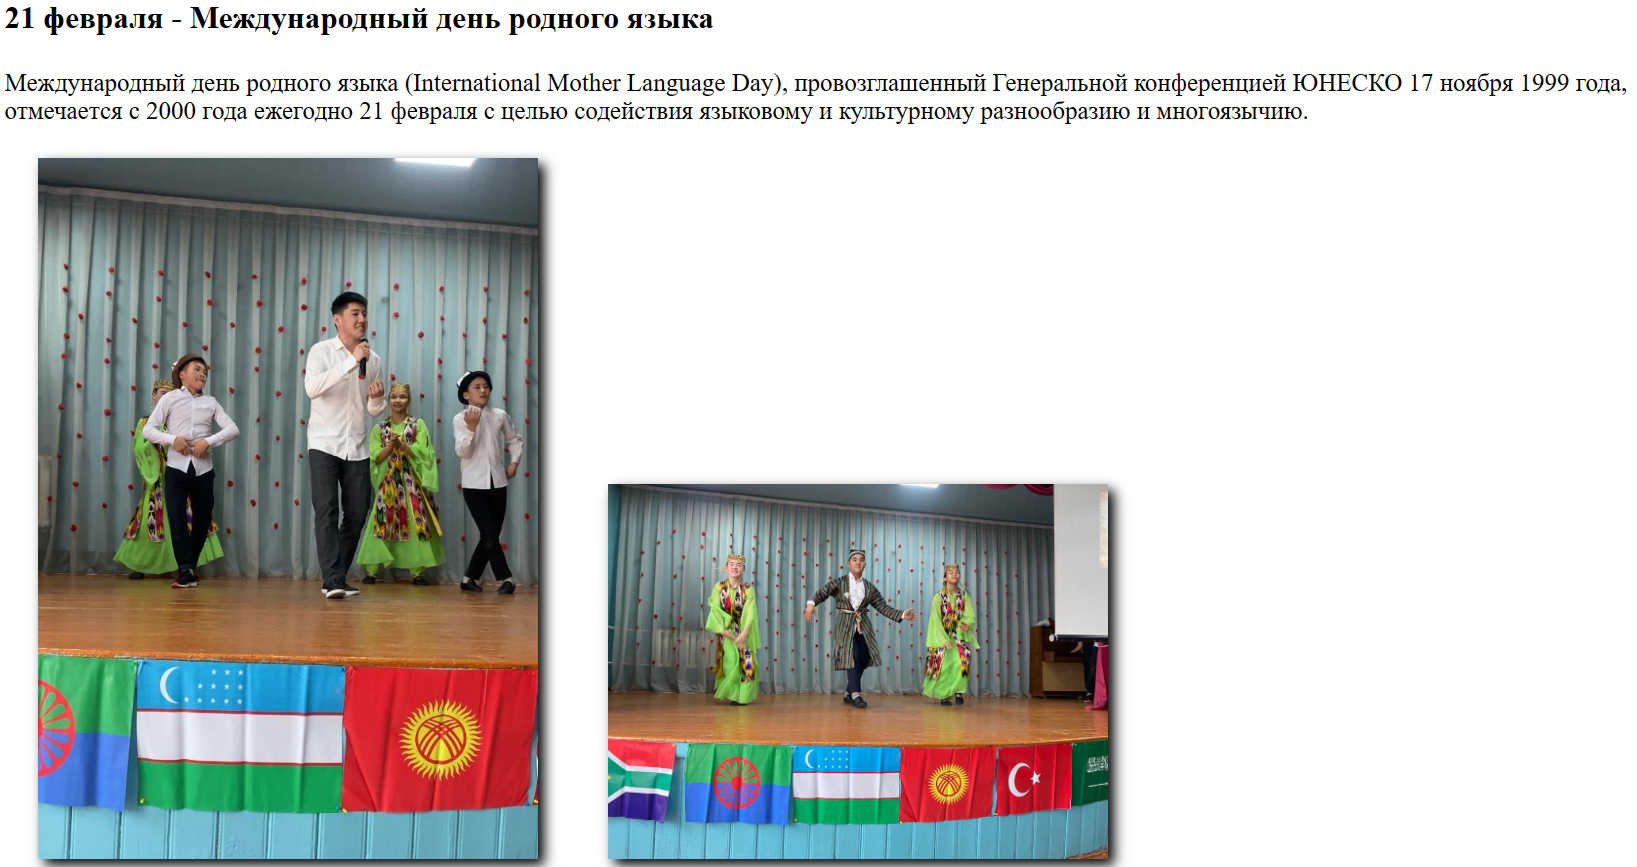 21 февраля - Международный день родного языка
Международный день родного языка (International Mother Language Day), провозглашенный Генеральной конференцией ЮНЕСКО 17 ноября 1999 года,
отмечается с 2000 года ежегодно 21 февраля с целью содействия языковому и культурному разнообразию и многоязычию.